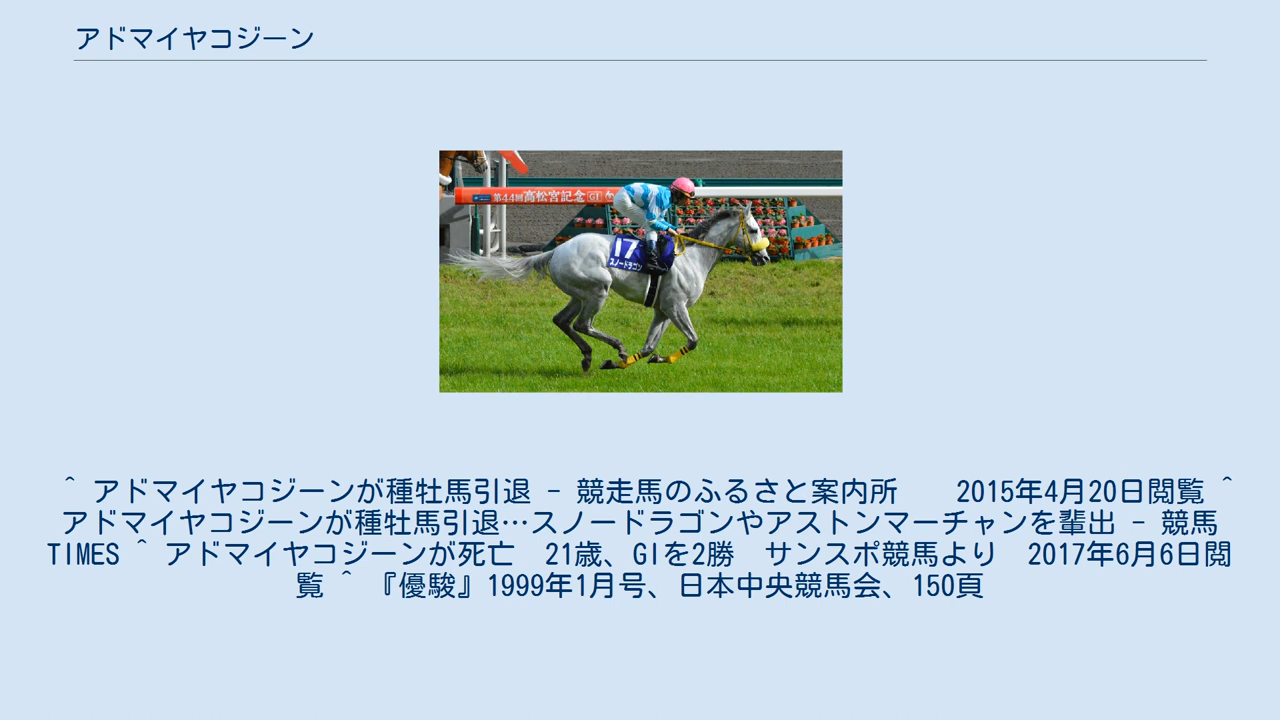 アドマイヤコジーン
第44回高松宮記念 GI
17
スノードラゴン
^ アドマイヤコジーンが種牡馬引退 - 競走馬のふるさと案内所　　2015年4月20日閲覧 ^
アドマイヤコジーンが種牡馬引退…スノードラゴンやアストンマーチャンを輩出 - 競馬
TIMES ^ アドマイヤコジーンが死亡　21歳、GIを2勝　サンスポ競馬より　2017年6月6日閲
覧 ^ 『優駿』1999年1月号、日本中央競馬会、150頁